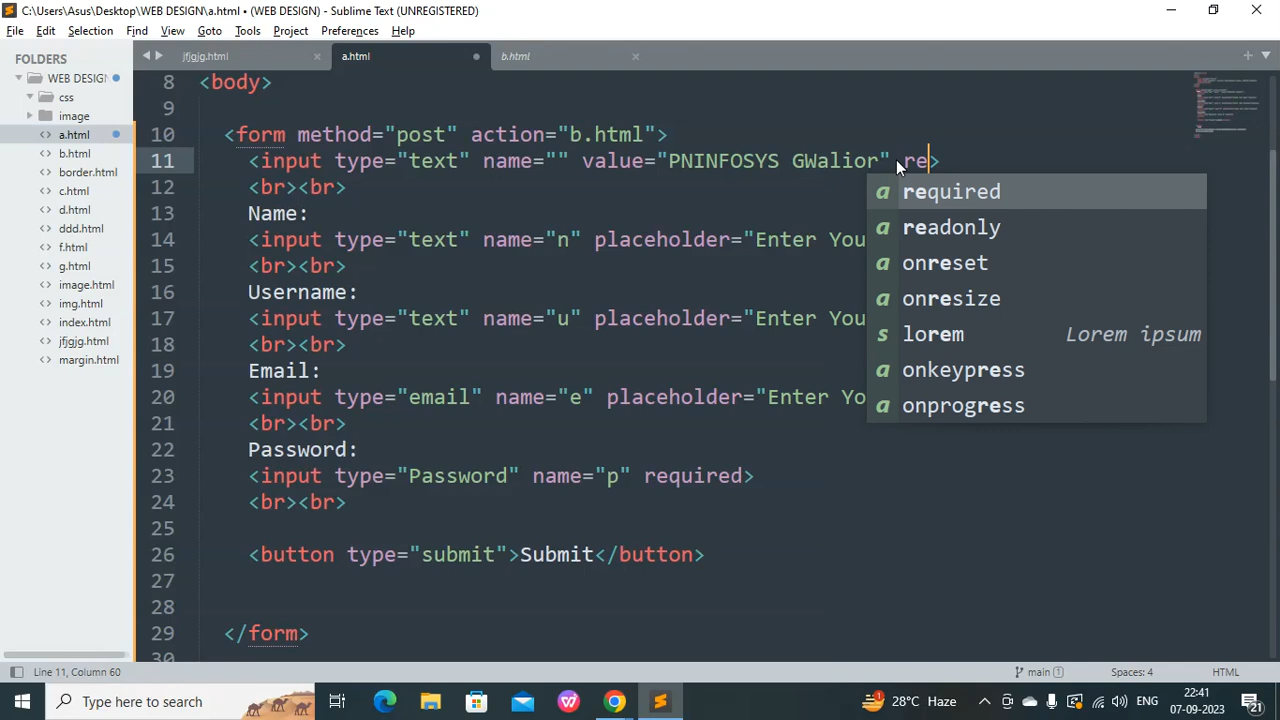 C:\Users\Asus\Desktop\WEB DESIGN\a.html • (WEB DESIGN) - Sublime Text (UNREGISTERED)
File Edit Selection Find View Goto Tools Project Preferences Help
FOLDERS
WEB DESIGN
css
image
a.html
b.html
border.html
c.html
d.html
ddd.html
f.html
g.html
image.html
img.html
index.html
jfjgjg.html
margin.html
jfjgjg.html × a.html • b.html ×
8 <body>
9
10 <form method="post" action="b.html">
11 <input type="text" name="" value="PNINFOSYS GWalior" re>
12 <br><br>
13 Name:
14 <input type="text" name="n" placeholder="Enter You
15 <br><br>
16 Username:
17 <input type="text" name="u" placeholder="Enter You
18 <br><br>
19 Email:
20 <input type="email" name="e" placeholder="Enter Yo
21 <br><br>
22 Password:
23 <input type="Password" name="p" required>
24 <br><br>
25
26 <button type="submit">Submit</button>
27
28
29 </form>
30
a required
a readonly
a onreset
a onresize
s lorem Lorem ipsum
a onkeypress
a onprogress
Line 11, Column 60 main 1 Spaces: 4 HTML
Type here to search 1 28°C Haze ENG 22:41
07-09-2023 21